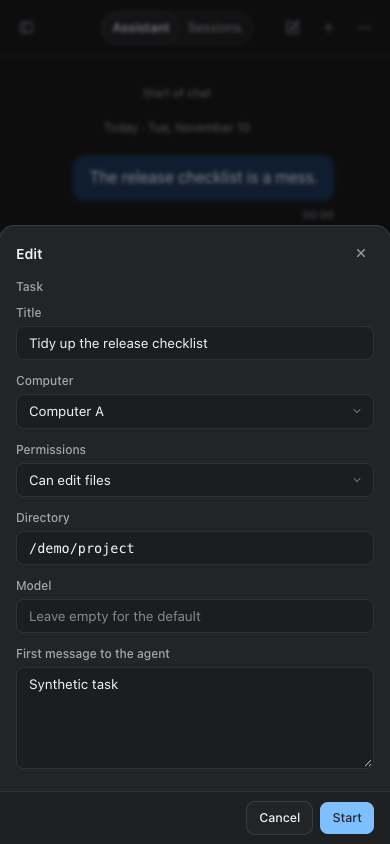 Assistant
Sessions
Start of chat
Today · Tue, November 10
The release checklist is a mess.
Edit
Task
Title
Tidy up the release checklist
Computer
Computer A
Permissions
Can edit files
Directory
/demo/project
Model
Leave empty for the default
First message to the agent
Synthetic task
Cancel
Start